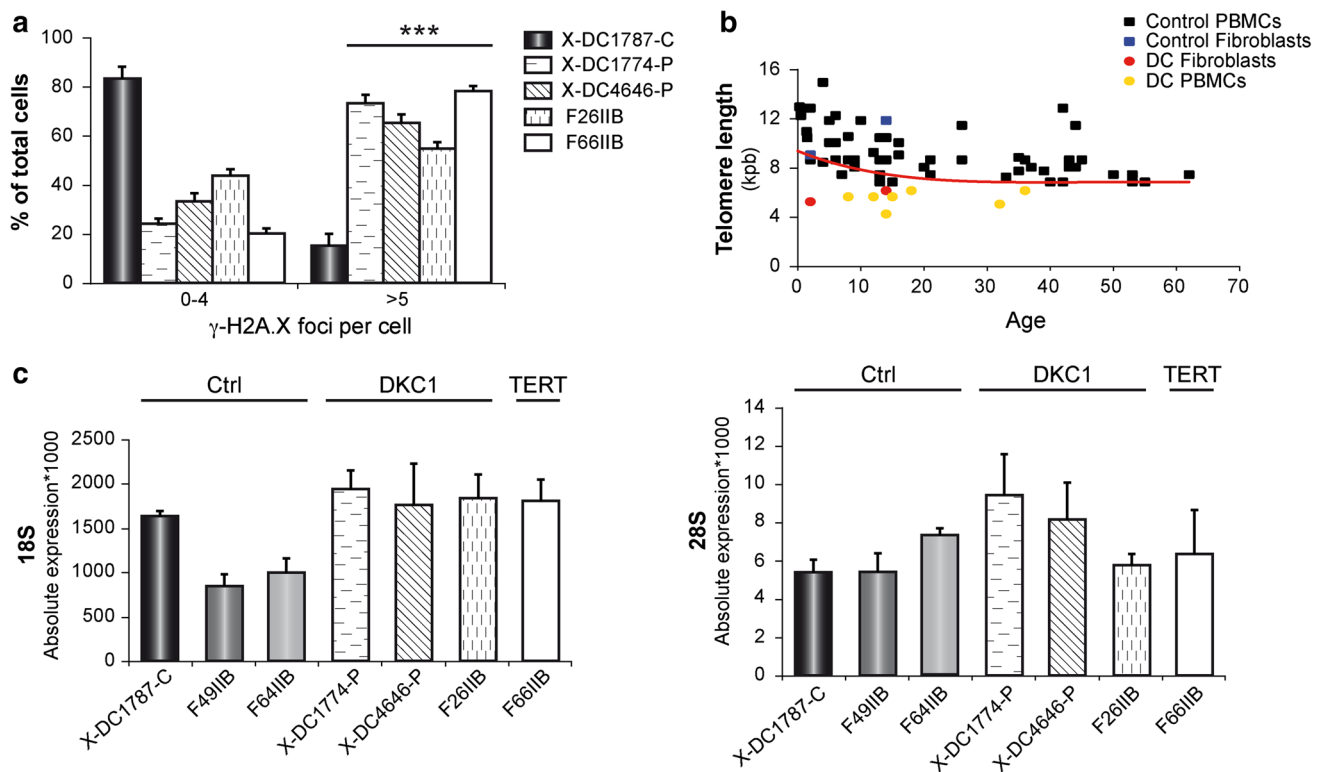 a
% of total cells
100
80
60
40
20
0
***
0-4
>5
γ-H2A.X foci per cell
X-DC1787-C
X-DC1774-P
X-DC4646-P
F26IIB
F66IIB
b
Control PBMCs
Control Fibroblasts
DC Fibroblasts
DC PBMCs
Telomere length
(kpb)
16
12
8
4
0
0 10 20 30 40 50 60 70
Age
c
Ctrl DKC1 TERT
18S
Absolute expression*1000
2500
2000
1500
1000
500
0
X-DC1787-C
F49IIB
F64IIB
X-DC1774-P
X-DC4646-P
F26IIB
F66IIB
Ctrl DKC1 TERT
28S
Absolute expression*1000
14
12
10
8
6
4
2
0
X-DC1787-C
F49IIB
F64IIB
X-DC1774-P
X-DC4646-P
F26IIB
F66IIB